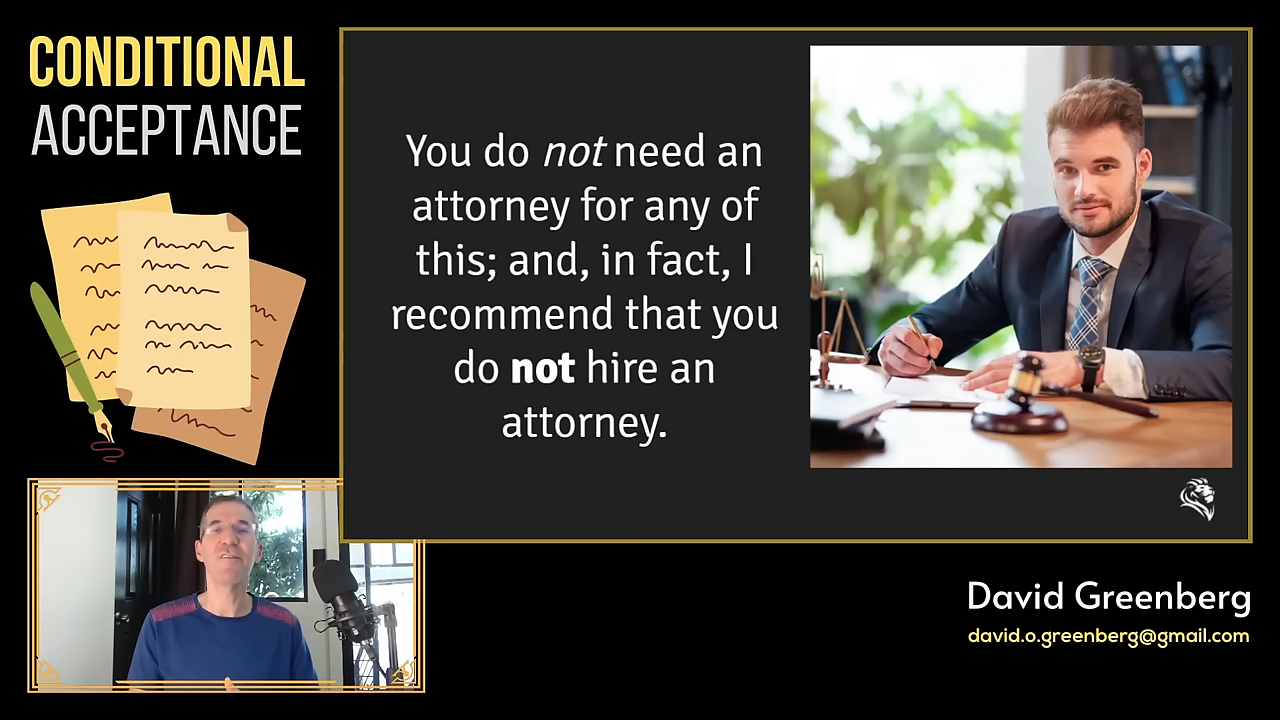 CONDITIONAL
ACCEPTANCE
You do not need an
attorney for any of
this; and, in fact, I
recommend that you
do not hire an
attorney.
David Greenberg
david.o.greenberg@gmail.com